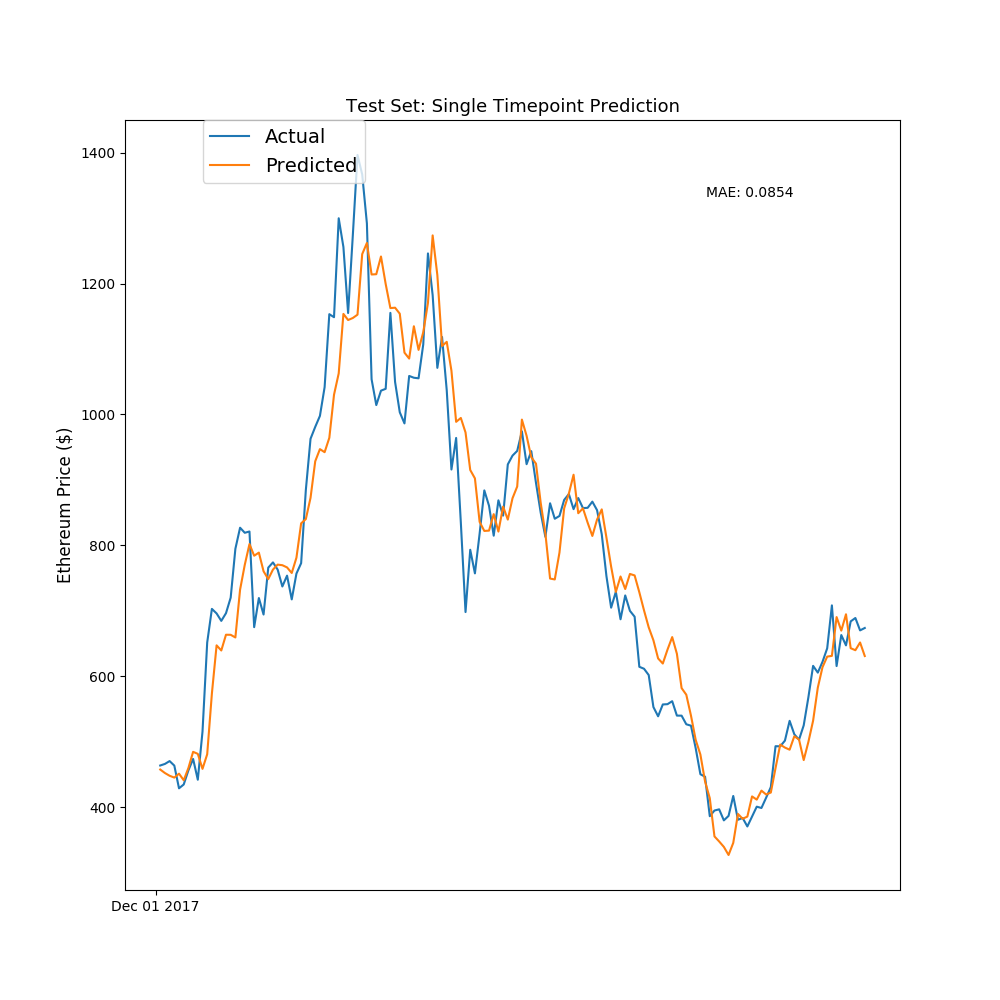 Test Set: Single Timepoint Prediction
Actual
Predicted
MAE: 0.0854
Ethereum Price ($)
1400
1200
1000
800
600
400
Dec 01 2017